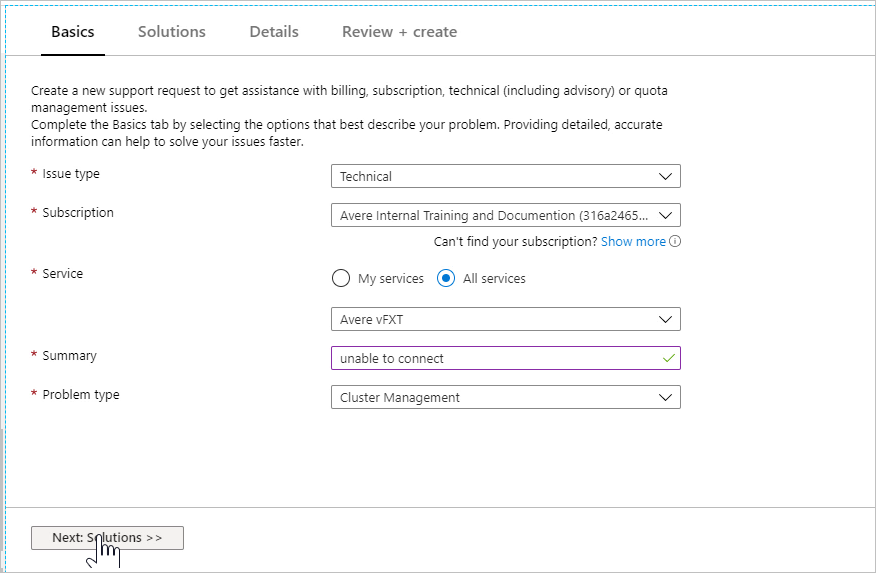 Basics Solutions Details Review + create
Create a new support request to get assistance with billing, subscription, technical (including advisory) or quota
management issues.
Complete the Basics tab by selecting the options that best describe your problem. Providing detailed, accurate
information can help to solve your issues faster.
* Issue type Technical
* Subscription Avere Internal Training and Documention (316a2465...
Can't find your subscription? Show more
* Service My services All services
Avere vFXT
* Summary unable to connect
* Problem type Cluster Management
Next: Solutions >>